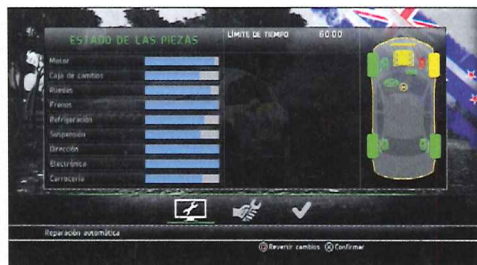 ESTADO DE LAS PIEZAS
LÍMITE DE TIEMPO 60:00
Motor
Caja de cambios
Ruedas
Frenos
Refrigeración
Suspensión
Dirección
Electrónica
Carrocería
Reparación automática
Revertir cambios Confirmar